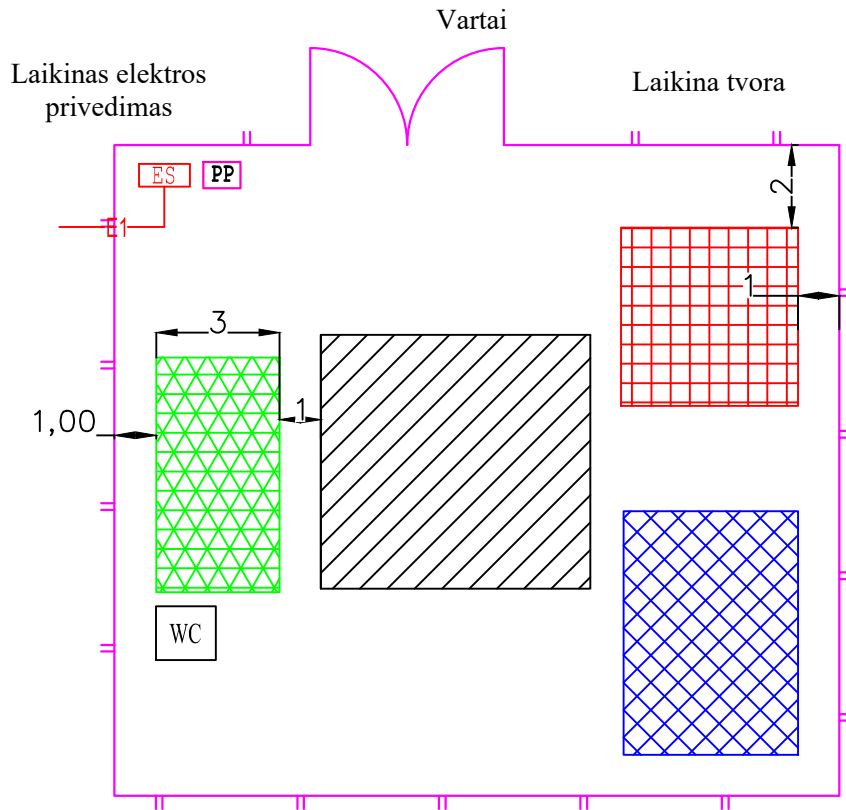 Vartai
Laikinas elektros
privedimas
Laikina tvora
ES
PP
E1
2
1
3
1,00
1
WC